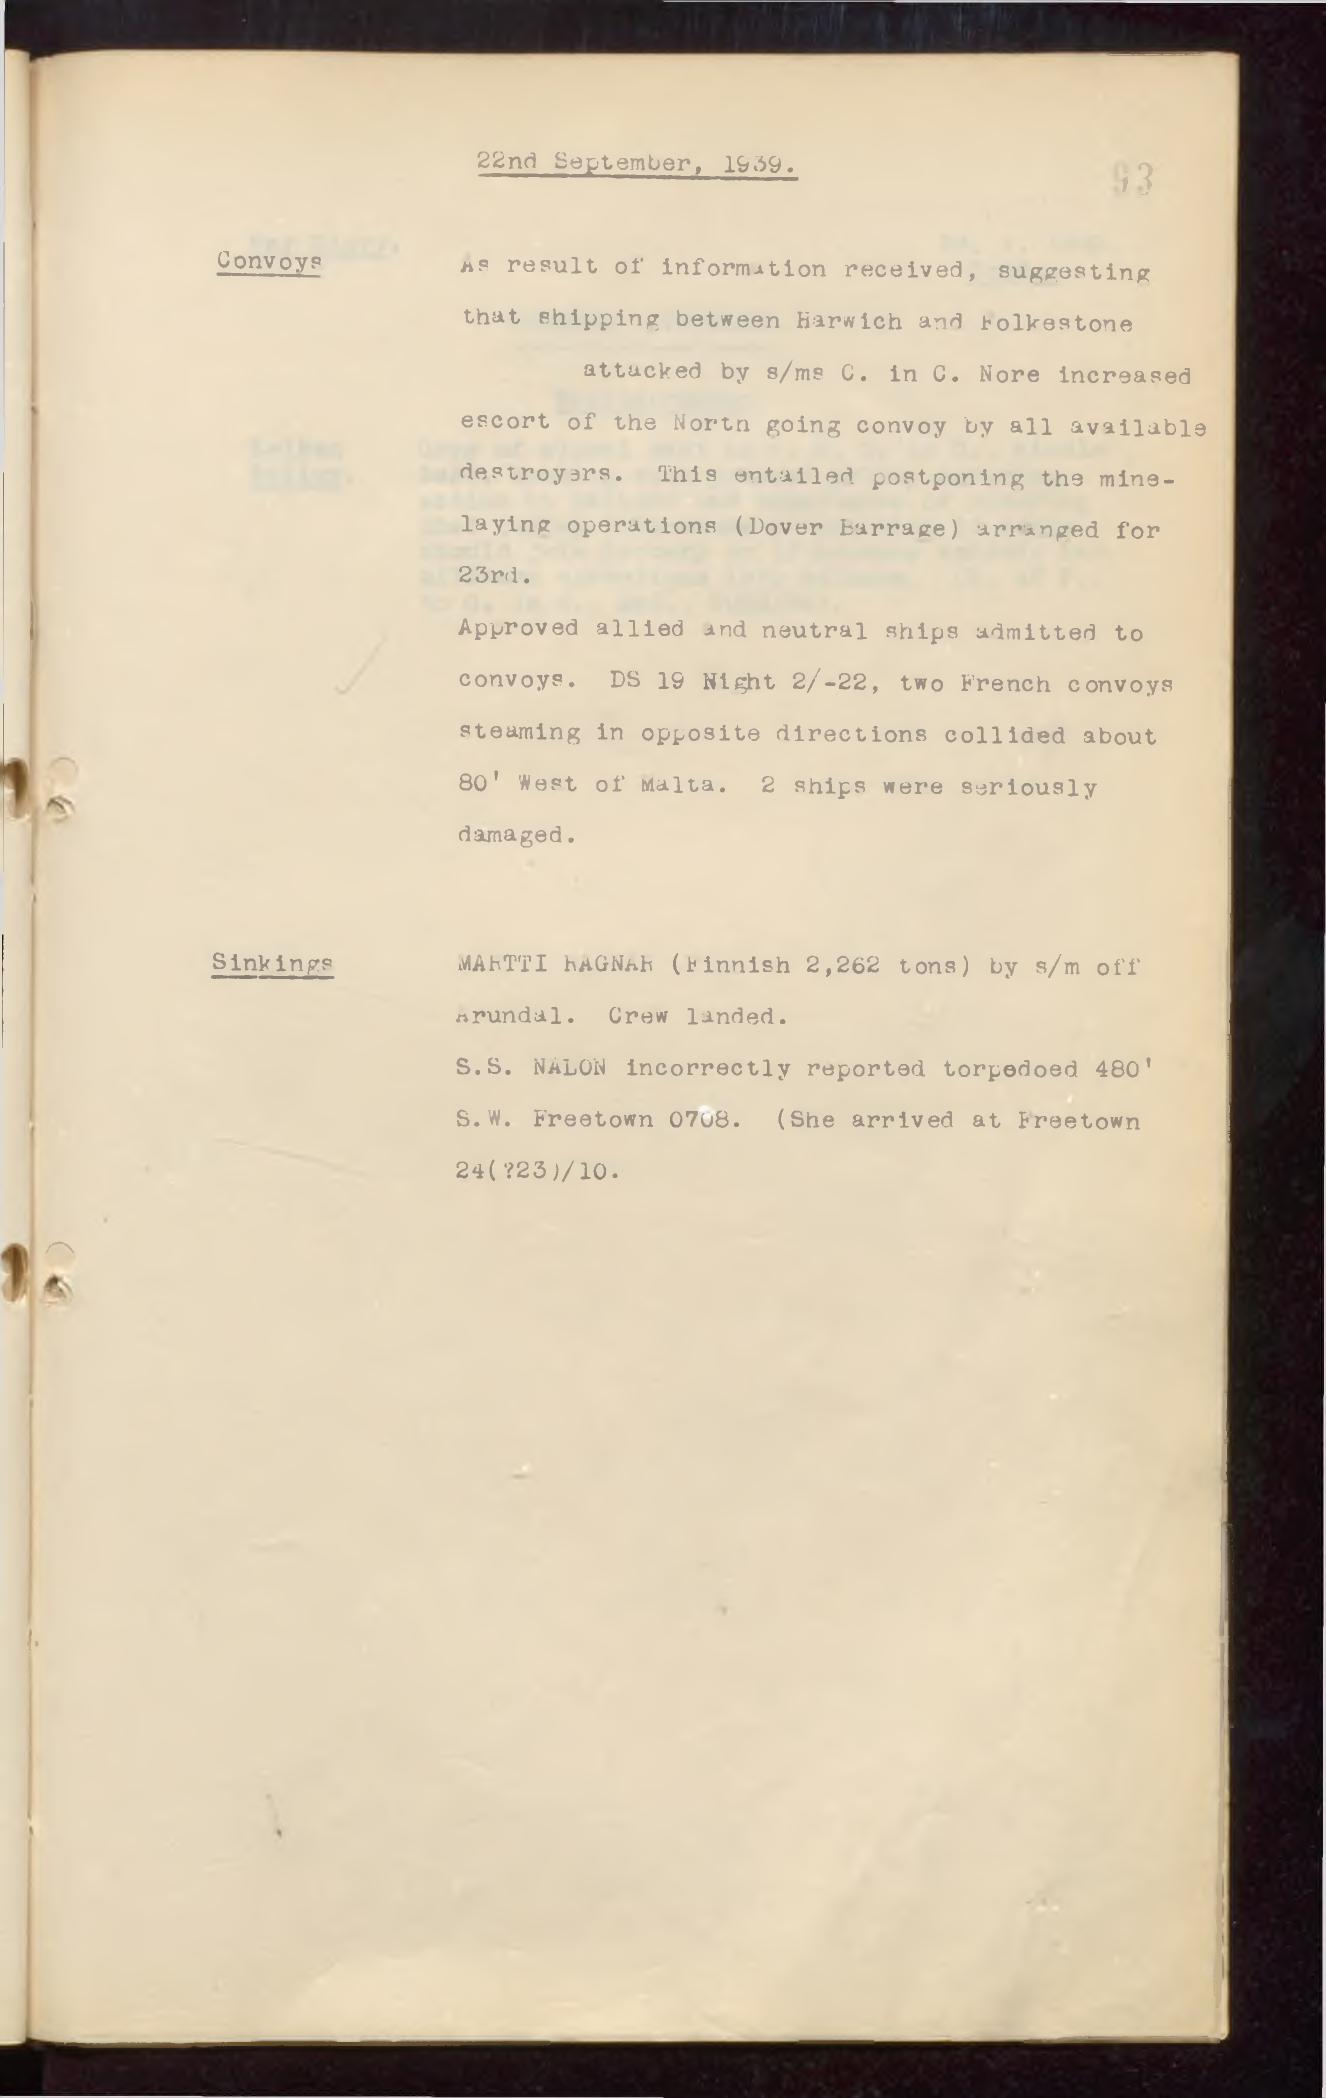 22nd September, 1939.
93
Convoys
As result of information received, suggesting
that shipping between Harwich and Folkestone
attacked by s/ms C. in C. Nore increased
escort of the North going convoy by all available
destroyers. This entailed postponing the mine-
laying operations (Dover Barrage) arranged for
23rd.
Approved allied and neutral ships admitted to
convoys. DS 19 Night 2/-22, two French convoys
steaming in opposite directions collided about
80' West of Malta. 2 ships were seriously
damaged.
Sinkings
MARTTI RAGNAR (Finnish 2,262 tons) by s/m off
Arundal. Crew landed.
S.S. NALON incorrectly reported torpedoed 480'
S.W. Freetown 0708. (She arrived at Freetown
24(?23)/10.